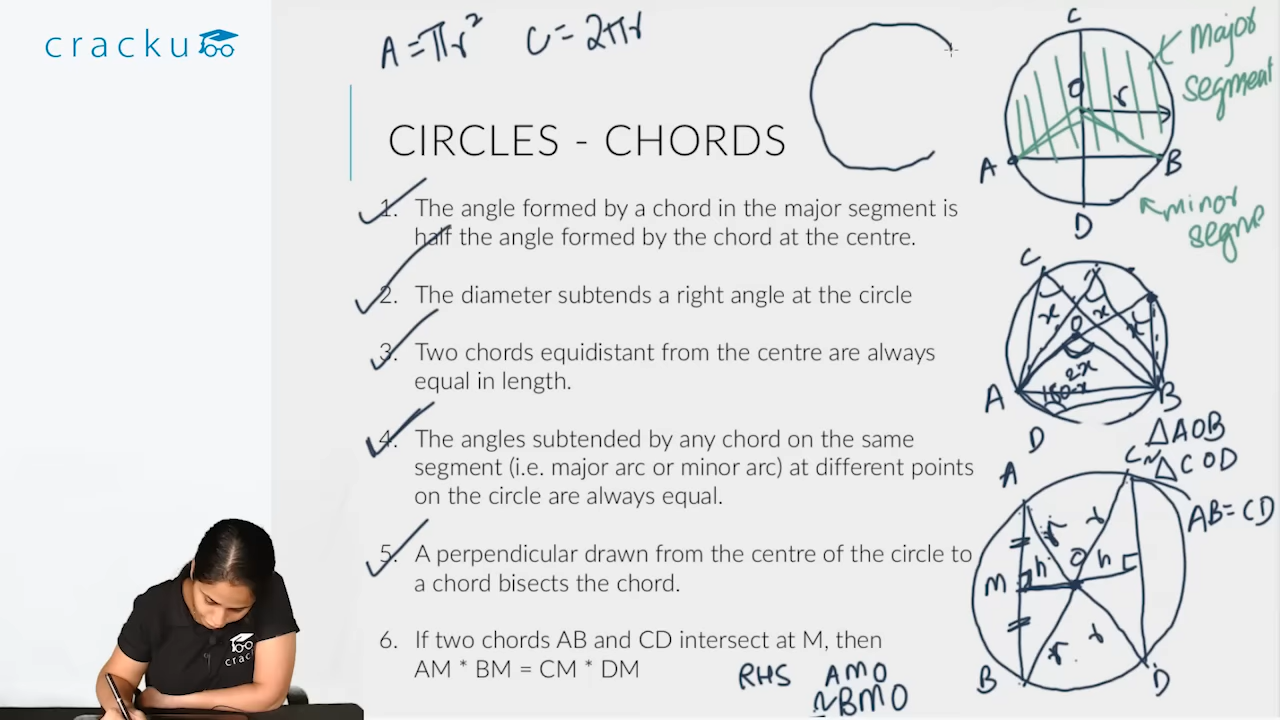 cracku
A = πr² C = 2πr
CIRCLES - CHORDS
1. The angle formed by a chord in the major segment is
half the angle formed by the chord at the centre.
2. The diameter subtends a right angle at the circle
3. Two chords equidistant from the centre are always
equal in length.
4. The angles subtended by any chord on the same
segment (i.e. major arc or minor arc) at different points
on the circle are always equal.
5. A perpendicular drawn from the centre of the circle to
a chord bisects the chord.
6. If two chords AB and CD intersect at M, then
AM * BM = CM * DM
RHS AMO
≅ BMO
C
Major
segment
O
r
A
B
D
minor
C
x
x
x
O
2x
180-x
A
B
D
ΔAOB
~ ΔCOD
AB = CD
A
C
r
r
O
h
h
M
r
r
B
D